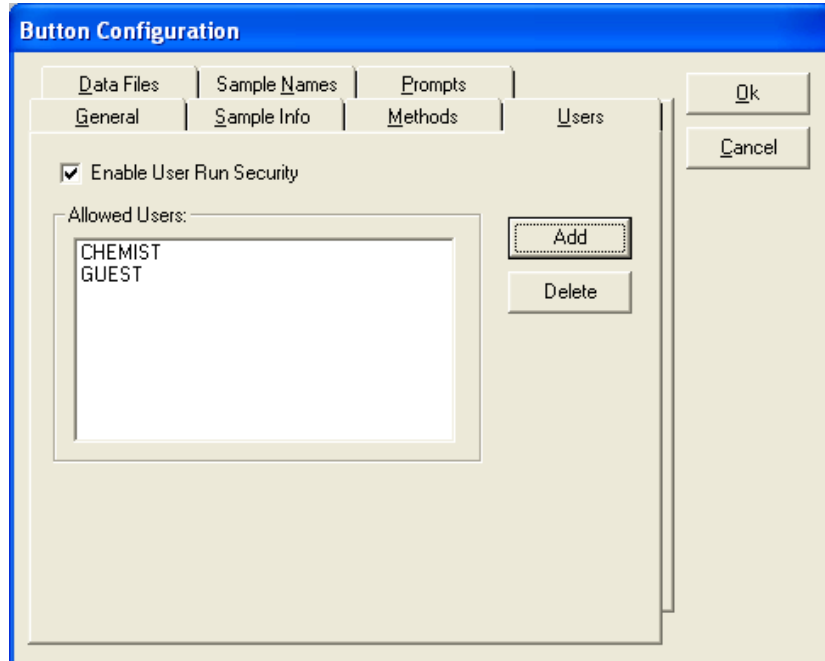 Button Configuration
Data Files Sample Names Prompts
General Sample Info Methods Users
Ok
Cancel
Enable User Run Security
Allowed Users:
CHEMIST
GUEST
Add
Delete